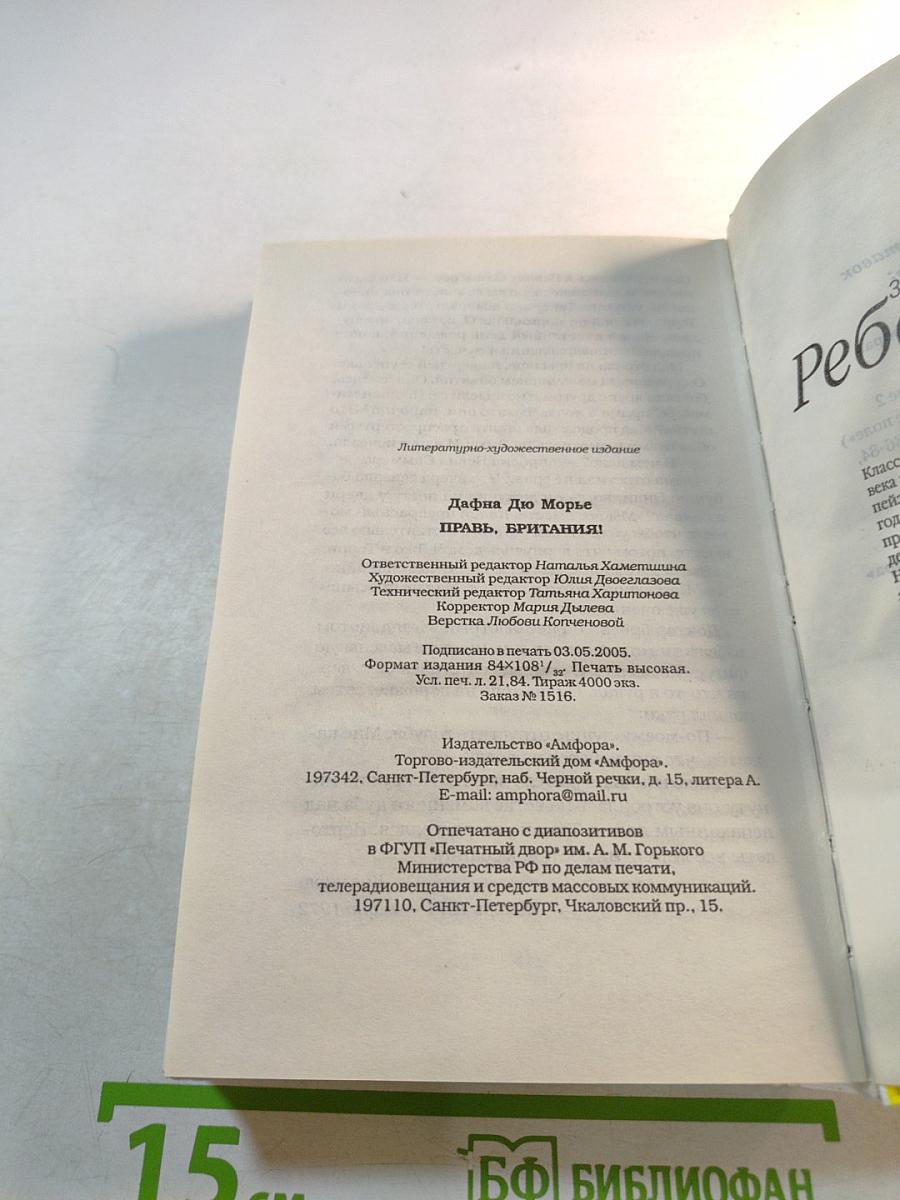 Литературно-художественное издание
Дафна Дю Морье
ПРАВЬ, БРИТАНИЯ!
Ответственный редактор Наталья Хаметшина
Художественный редактор Юлия Двоеглазова
Технический редактор Татьяна Харитонова
Корректор Мария Дылева
Верстка Любови Копченовой
Подписано в печать 03.05.2005.
Формат издания 84×108¹/₃₂. Печать высокая.
Усл. печ. л. 21,84. Тираж 4000 экз.
Заказ № 1516.
Издательство «Амфора».
Торгово-издательский дом «Амфора».
197342, Санкт-Петербург, наб. Черной речки, д. 15, литера А.
E-mail: amphora@mail.ru
Отпечатано с диапозитивов
в ФГУП «Печатный двор» им. А. М. Горького
Министерства РФ по делам печати,
телерадиовещания и средств массовых коммуникаций.
197110, Санкт-Петербург, Чкаловский пр., 15.
Класс
века
15 см
БФ БИБЛИОФАН